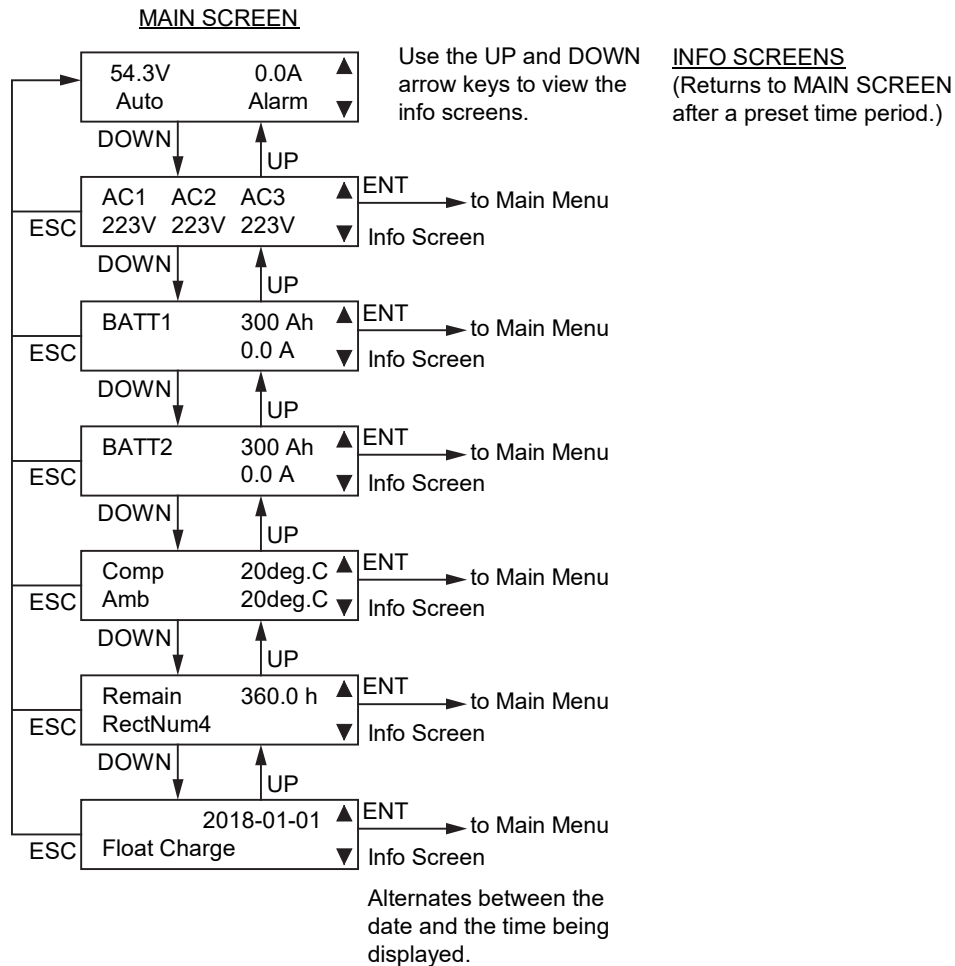 MAIN SCREEN
Use the UP and DOWN
arrow keys to view the
info screens.
INFO SCREENS
(Returns to MAIN SCREEN
after a preset time period.)
54.3V 0.0A
Auto Alarm
DOWN
UP
AC1 AC2 AC3
223V 223V 223V
ESC
ENT
to Main Menu
Info Screen
DOWN
UP
BATT1 300 Ah
0.0 A
ESC
ENT
to Main Menu
Info Screen
DOWN
UP
BATT2 300 Ah
0.0 A
ESC
ENT
to Main Menu
Info Screen
DOWN
UP
Comp 20deg.C
Amb 20deg.C
ESC
ENT
to Main Menu
Info Screen
DOWN
UP
Remain 360.0 h
RectNum4
ESC
ENT
to Main Menu
Info Screen
DOWN
UP
2018-01-01
Float Charge
ESC
ENT
to Main Menu
Info Screen
Alternates between the
date and the time being
displayed.